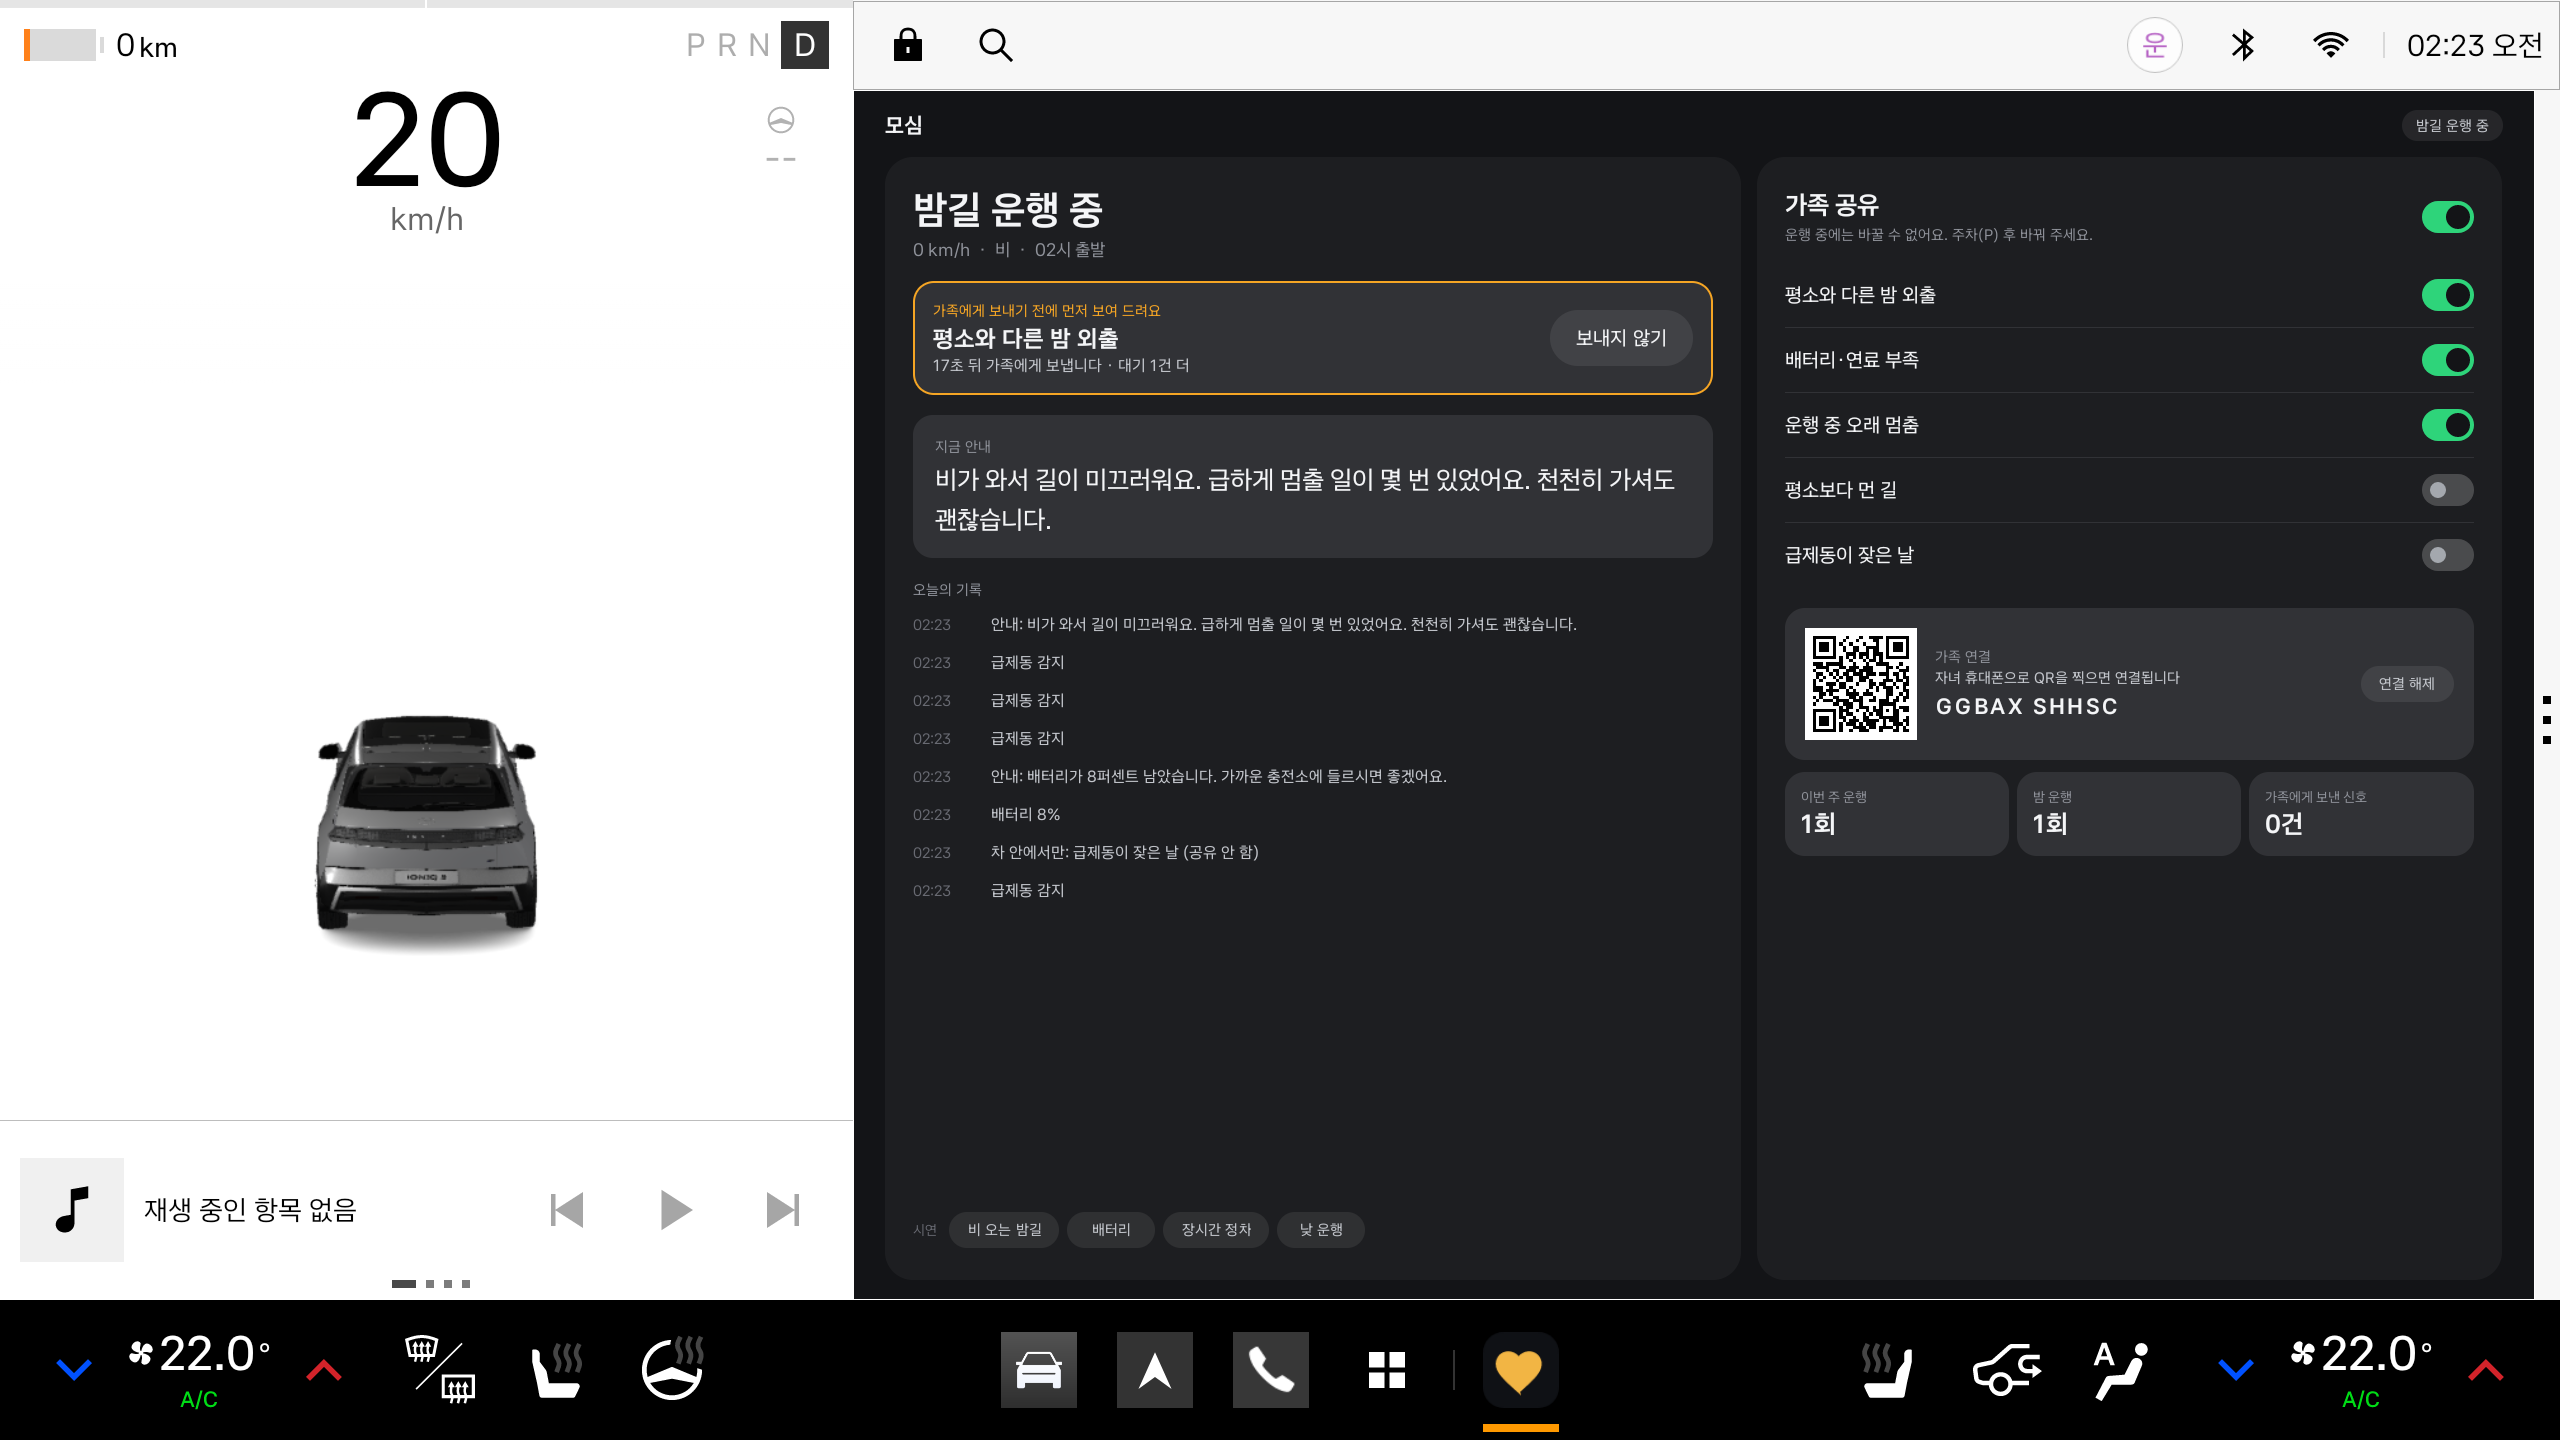 0 km
P R N D
20
km/h
--
IONIQ 5
재생 중인 항목 없음
운
02:23 오전
모심
밤길 운행 중
밤길 운행 중
0 km/h · 비 · 02시 출발
가족에게 보내기 전에 먼저 보여 드려요
평소와 다른 밤 외출
17초 뒤 가족에게 보냅니다 · 대기 1건 더
보내지 않기
지금 안내
비가 와서 길이 미끄러워요. 급하게 멈출 일이 몇 번 있었어요. 천천히 가셔도
괜찮습니다.
오늘의 기록
02:23 안내: 비가 와서 길이 미끄러워요. 급하게 멈출 일이 몇 번 있었어요. 천천히 가셔도 괜찮습니다.
02:23 급제동 감지
02:23 급제동 감지
02:23 급제동 감지
02:23 안내: 배터리가 8퍼센트 남았습니다. 가까운 충전소에 들르시면 좋겠어요.
02:23 배터리 8%
02:23 차 안에서만: 급제동이 잦은 날 (공유 안 함)
02:23 급제동 감지
시연 비 오는 밤길 배터리 장시간 정차 낮 운행
가족 공유
운행 중에는 바꿀 수 없어요. 주차(P) 후 바꿔 주세요.
평소와 다른 밤 외출
배터리·연료 부족
운행 중 오래 멈춤
평소보다 먼 길
급제동이 잦은 날
가족 연결
자녀 휴대폰으로 QR을 찍으면 연결됩니다
GGBAX SHHSC
연결 해제
이번 주 운행
1회
밤 운행
1회
가족에게 보낸 신호
0건
22.0°
A/C
A
22.0°
A/C